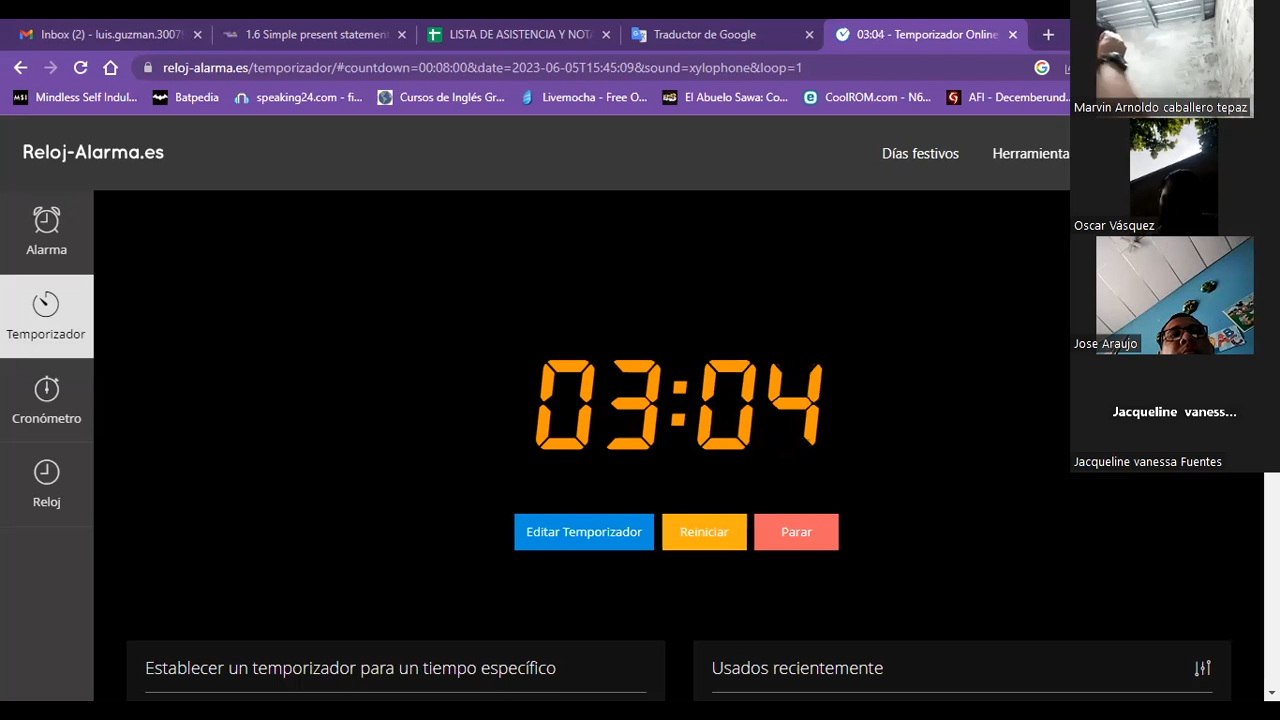 Inbox (2) - luis.guzman.3007
1.6 Simple present statement
LISTA DE ASISTENCIA Y NOTA
Traductor de Google
03:04 - Temporizador Online
reloj-alarma.es/temporizador/#countdown=00:08:00&date=2023-06-05T15:45:09&sound=xylophone&loop=1
Mindless Self Indul...
Batpedia
speaking24.com - fi...
Cursos de Inglés Gr...
Livemocha - Free O...
El Abuelo Sawa: Co...
CoolROM.com - N6...
AFI - Decemberund...
Marvin Arnoldo caballero tepaz
Reloj-Alarma.es
Días festivos
Herramienta
Oscar Vásquez
Alarma
Temporizador
Cronómetro
Reloj
03:04
Jose Araujo
Jacqueline vaness...
Jacqueline vanessa Fuentes
Editar Temporizador
Reiniciar
Parar
Establecer un temporizador para un tiempo específico
Usados recientemente